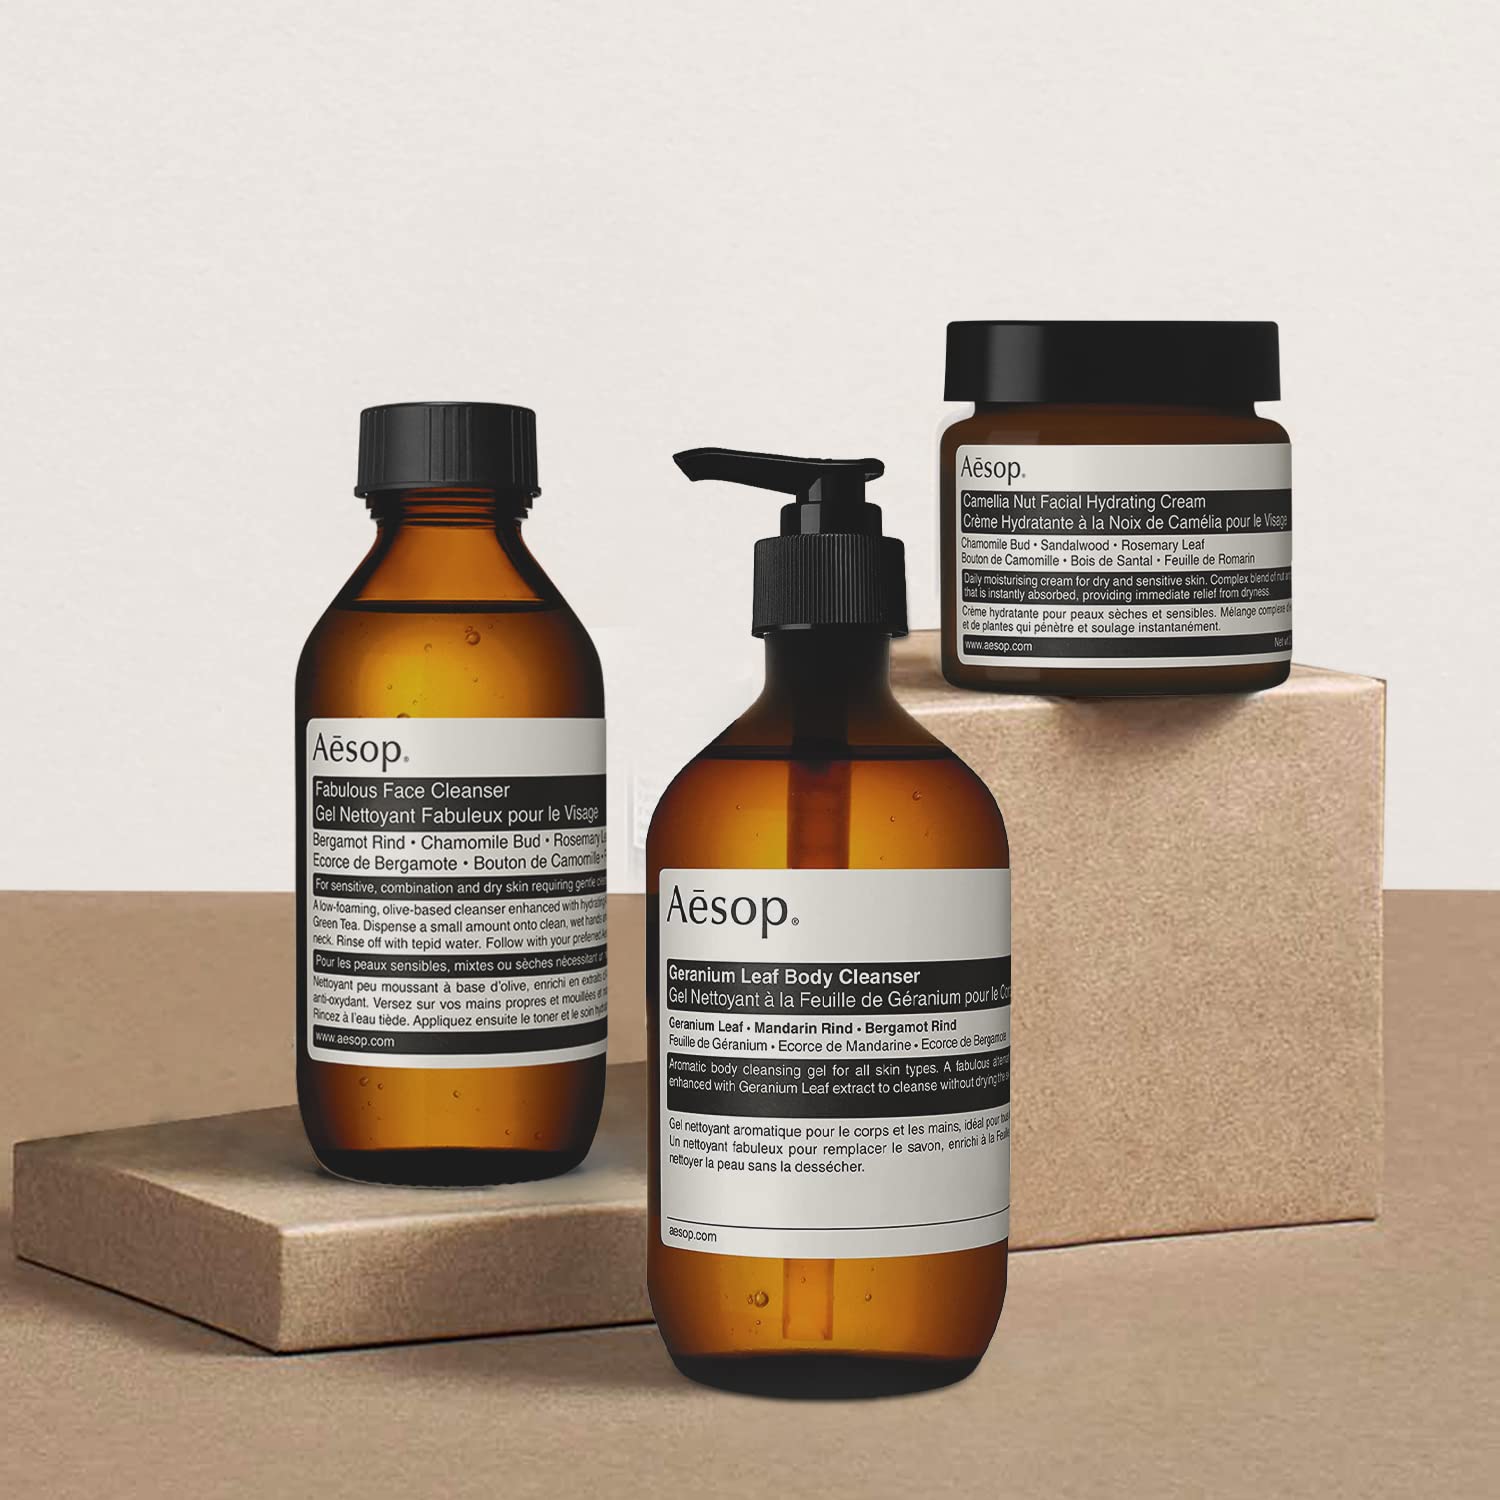 Aēsop®
Fabulous Face Cleanser
Gel Nettoyant Fabuleux pour le Visage
Bergamot Rind • Chamomile Bud • Rosemary
Ecorce de Bergamote • Bouton de Camomille •
For sensitive, combination and dry skin requiring gentle
A low-foaming, olive-based cleanser enhanced with
Green Tea. Dispense a small amount onto clean, wet hands
neck. Rinse off with tepid water. Follow with your preferred
Pour les peaux sensibles, mixtes ou sèches nécessitant
Nettoyant peu moussant à base d'olive, enrichi en extraits
anti-oxydant. Versez sur vos mains propres et mouillées et
Rincez à l'eau tiède. Appliquez ensuite le toner et le soin
www.aesop.com
Aēsop®
Geranium Leaf Body Cleanser
Gel Nettoyant à la Feuille de Géranium pour le
Geranium Leaf • Mandarin Rind • Bergamot Rind
Feuille de Géranium • Ecorce de Mandarine • Ecorce de Bergamote
Aromatic body cleansing gel for all skin types. A fabulous
enhanced with Geranium Leaf extract to cleanse without drying the
Gel nettoyant aromatique pour le corps et les mains, idéal pour
Un nettoyant fabuleux pour remplacer le savon, enrichi à la
nettoyer la peau sans la dessécher.
aesop.com
Aēsop®
Camellia Nut Facial Hydrating Cream
Crème Hydratante à la Noix de Camélia pour le Visage
Chamomile Bud • Sandalwood • Rosemary Leaf
Bouton de Camomille • Bois de Santal • Feuille de Romarin
Daily moisturising cream for dry and sensitive skin. Complex blend of nut
that is instantly absorbed, providing immediate relief from dryness.
Crème hydratante pour peaux sèches et sensibles. Mélange complexe
et de plantes qui pénètre et soulage instantanément.
www.aesop.com
Net